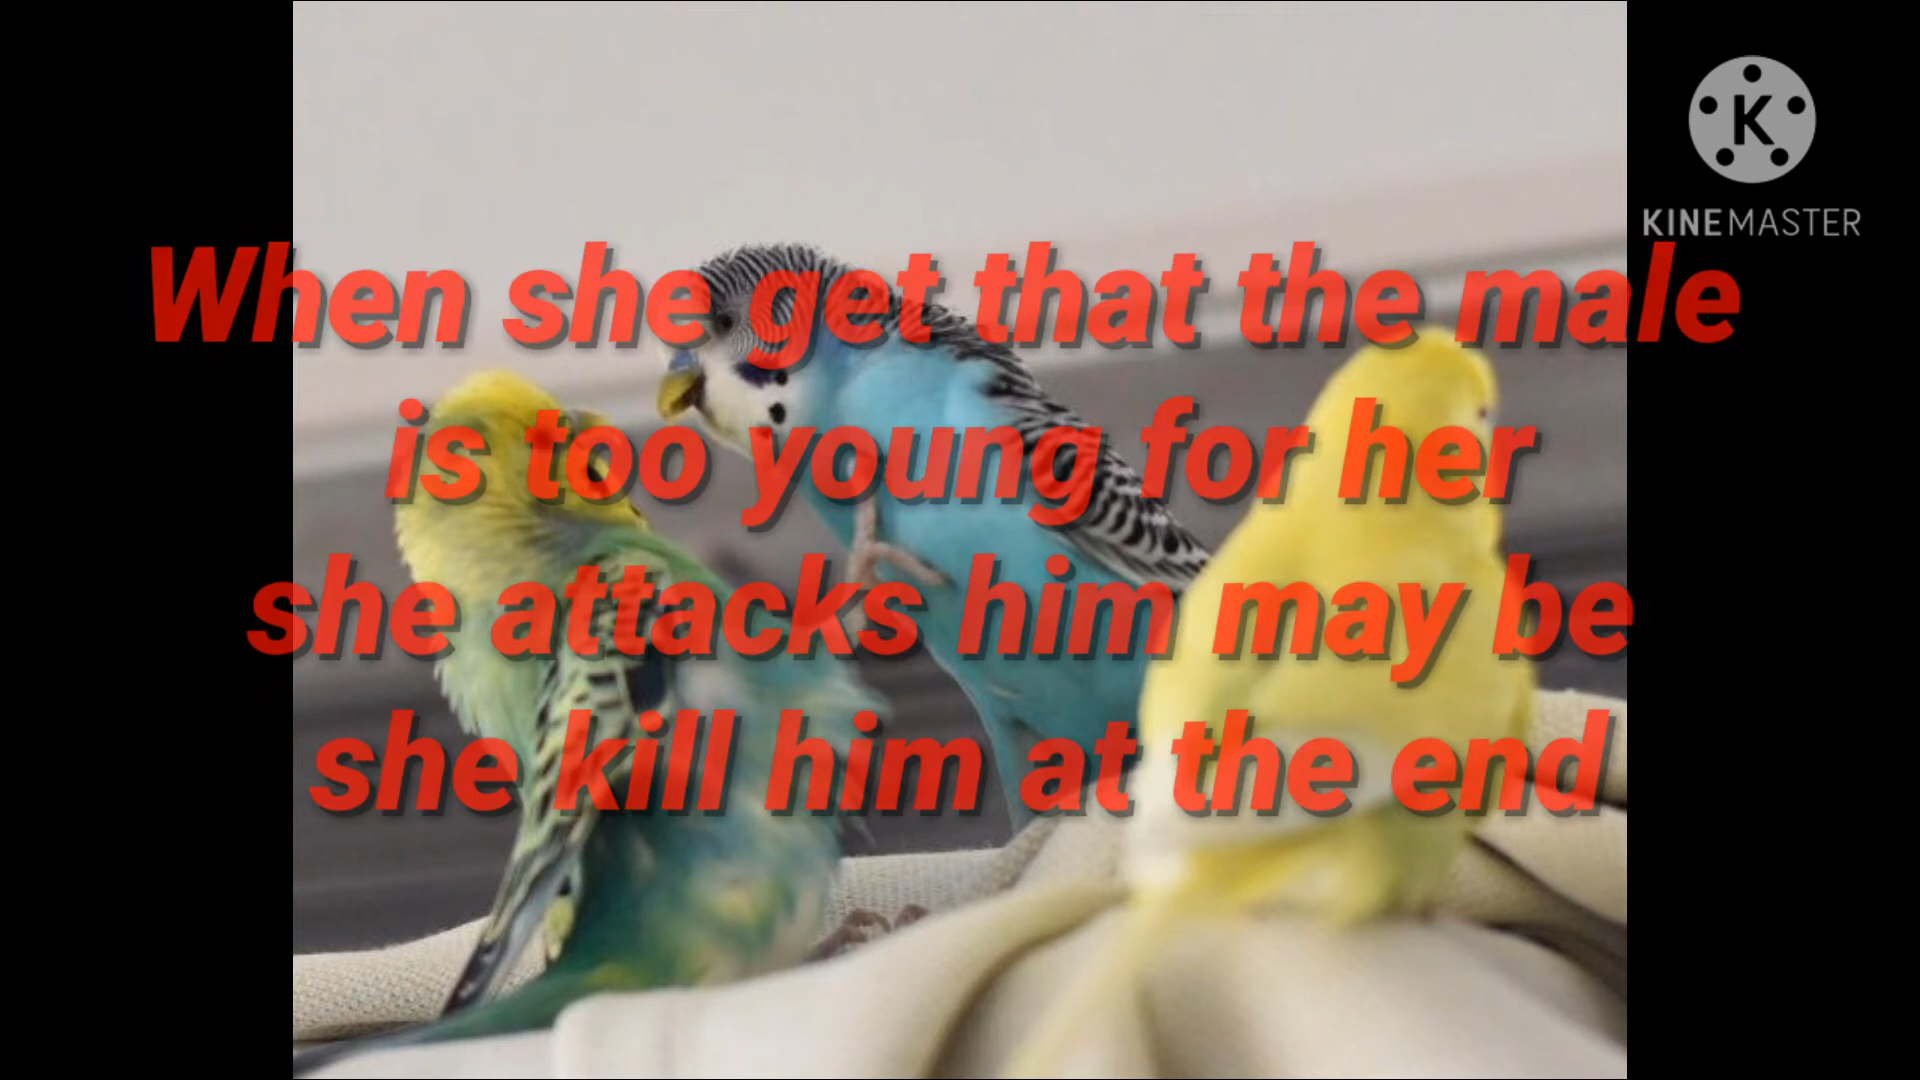 KINEMASTER
When she get that the male
is too young for her
she attacks him may be
she kill him at the end